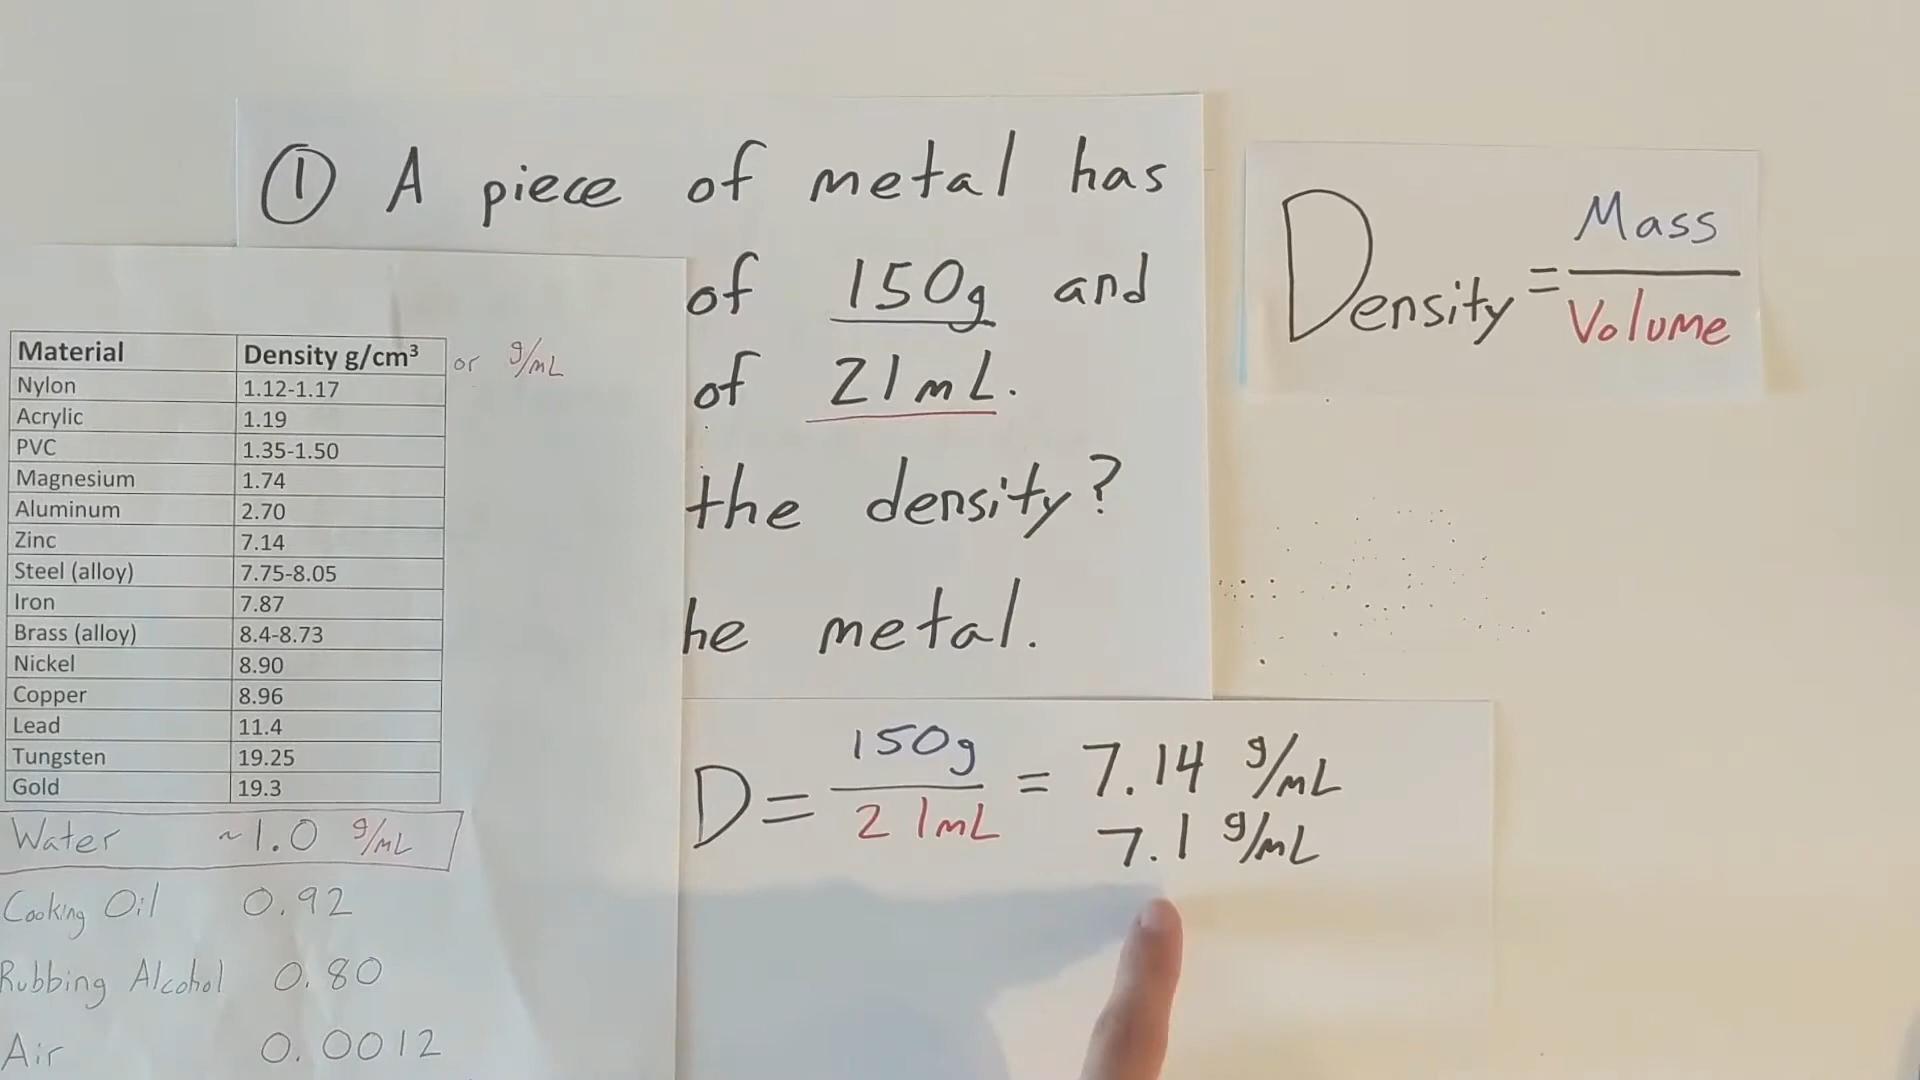 ① A piece of metal has
of 150g and
of 21mL.
the density?
he metal.
Density = Mass / Volume
Material Density g/cm³ or g/mL
Nylon 1.12-1.17
Acrylic 1.19
PVC 1.35-1.50
Magnesium 1.74
Aluminum 2.70
Zinc 7.14
Steel (alloy) 7.75-8.05
Iron 7.87
Brass (alloy) 8.4-8.73
Nickel 8.90
Copper 8.96
Lead 11.4
Tungsten 19.25
Gold 19.3
Water ~1.0 g/mL
Cooking Oil 0.92
Rubbing Alcohol 0.80
Air 0.0012
D = 150g / 21mL = 7.14 g/mL
7.1 g/mL